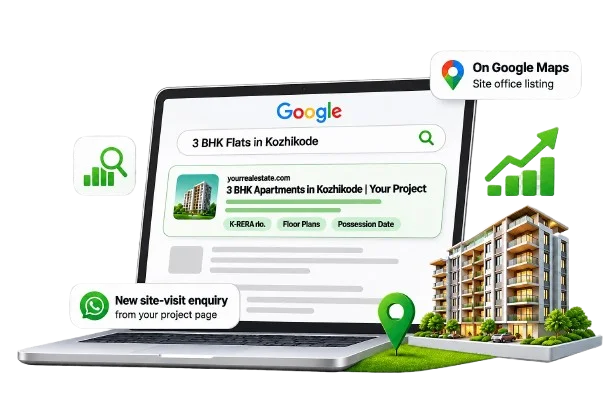 On Google Maps
Site office listing
Google
3 BHK Flats in Kozhikode
yourrealestate.com
3 BHK Apartments in Kozhikode | Your Project
K-RERA no.
Floor Plans
Possession Date
New site-visit enquiry
from your project page